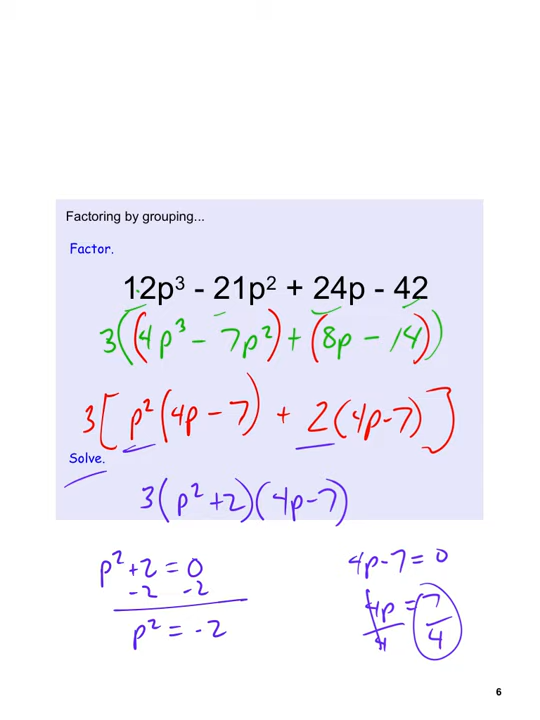 Factoring by grouping...
Factor.
12p³ - 21p² + 24p - 42
3((4p³ - 7p²) + (8p - 14))
3[p²(4p - 7) + 2(4p - 7)]
Solve.
3(p² + 2)(4p - 7)
p² + 2 = 0
-2 -2
p² = -2
4p - 7 = 0
4p = 7
4 4
6